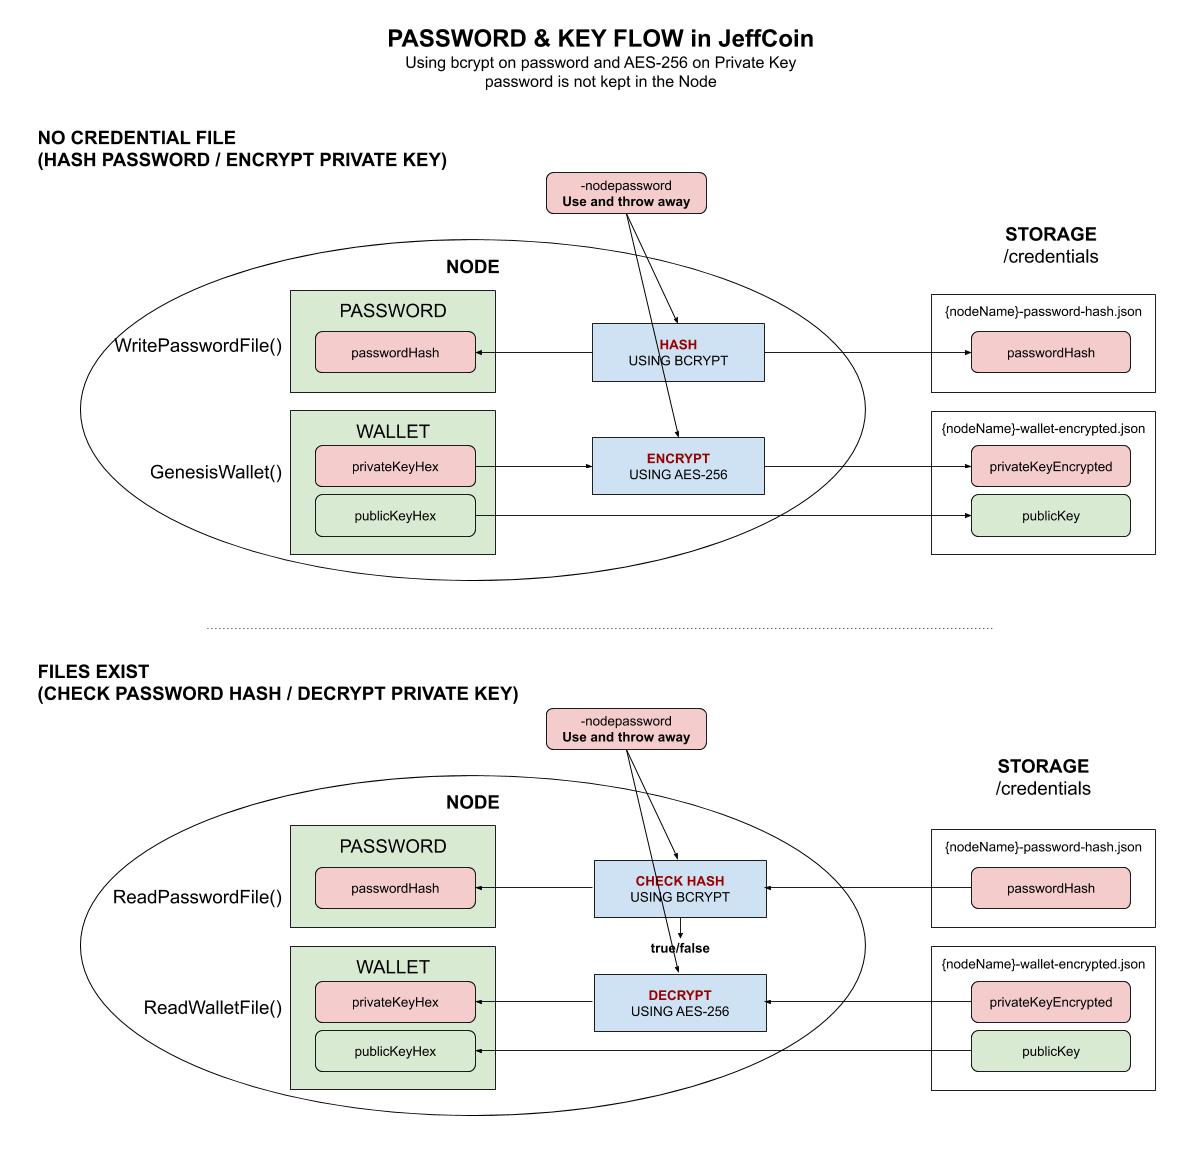 PASSWORD & KEY FLOW in JeffCoin
Using bcrypt on password and AES-256 on Private Key
password is not kept in the Node
NO CREDENTIAL FILE
(HASH PASSWORD / ENCRYPT PRIVATE KEY)
-nodepassword
Use and throw away
STORAGE
/credentials
NODE
PASSWORD
{nodeName}-password-hash.json
WritePasswordFile()
passwordHash
HASH
USING BCRYPT
passwordHash
WALLET
{nodeName}-wallet-encrypted.json
GenesisWallet()
privateKeyHex
ENCRYPT
USING AES-256
privateKeyEncrypted
publicKeyHex
publicKey
FILES EXIST
(CHECK PASSWORD HASH / DECRYPT PRIVATE KEY)
-nodepassword
Use and throw away
STORAGE
/credentials
NODE
PASSWORD
{nodeName}-password-hash.json
ReadPasswordFile()
passwordHash
CHECK HASH
USING BCRYPT
passwordHash
true/false
WALLET
{nodeName}-wallet-encrypted.json
ReadWalletFile()
privateKeyHex
DECRYPT
USING AES-256
privateKeyEncrypted
publicKeyHex
publicKey